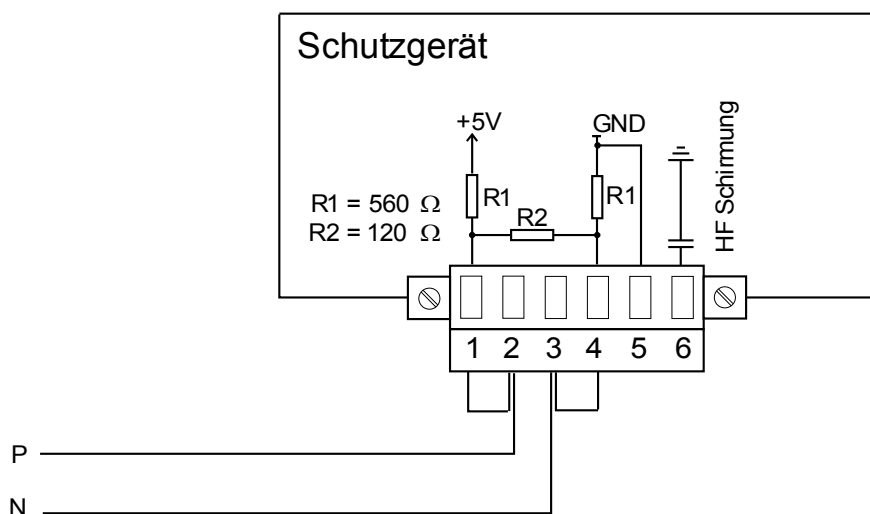 Schutzgerät
+5V
GND
HF Schirmung
R1 = 560 Ω
R2 = 120 Ω
R1
R2
R1
1 2 3 4 5 6
P
N